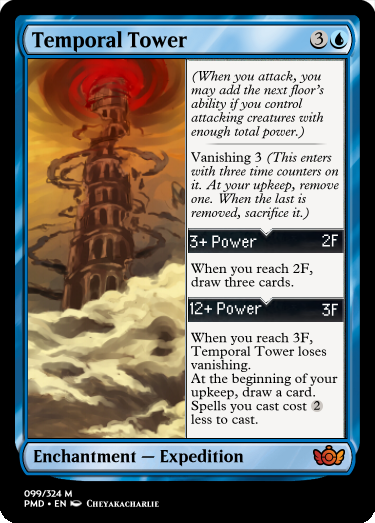 Temporal Tower 3
(When you attack, you
may add the next floor's
ability if you control
attacking creatures with
enough total power.)
Vanishing 3 (This enters
with three time counters on
it. At your upkeep, remove
one. When the last is
removed, sacrifice it.)
3+ Power 2F
When you reach 2F,
draw three cards.
12+ Power 3F
When you reach 3F,
Temporal Tower loses
vanishing.
At the beginning of your
upkeep, draw a card.
Spells you cast cost 2
less to cast.
Enchantment — Expedition
099/324 M
PMD • EN Cheyakacharlie